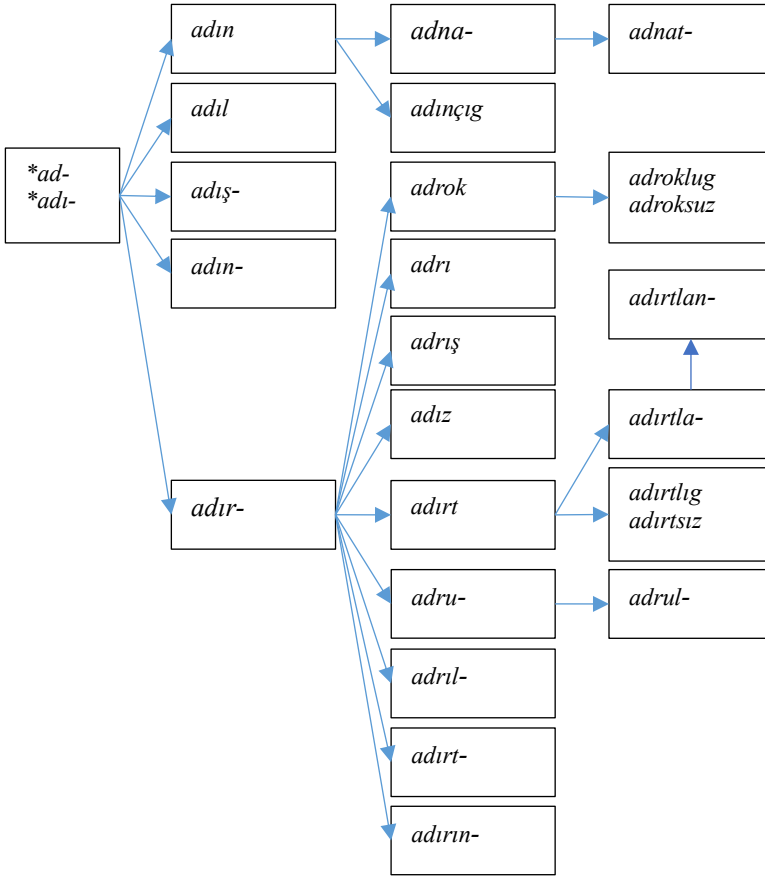 *ad-
*adı-
adın
adıl
adış-
adın-
adır-
adna-
adınçıg
adrok
adrı
adrış
adız
adırt
adru-
adrıl-
adırt-
adırın-
adnat-
adroklug
adroksuz
adırtlan-
adırtla-
adırtlıg
adırtsız
adrul-